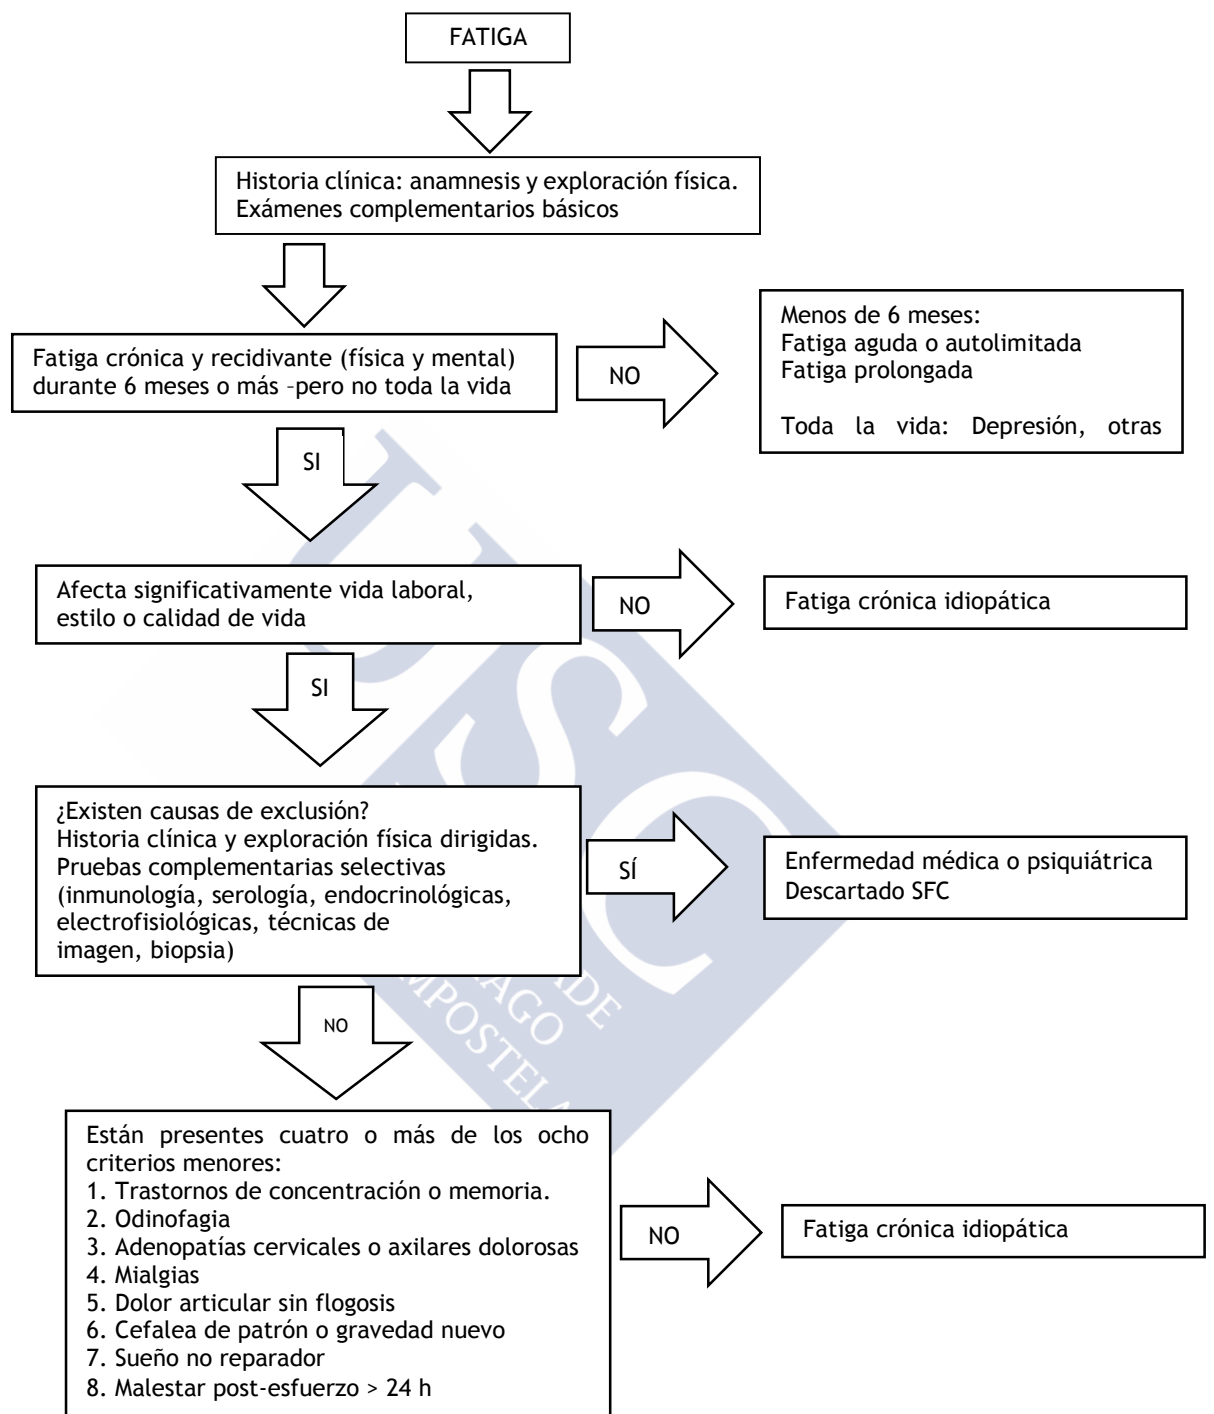 FATIGA
Historia clínica: anamnesis y exploración física.
Exámenes complementarios básicos
Fatiga crónica y recidivante (física y mental)
durante 6 meses o más –pero no toda la vida
NO
Menos de 6 meses:
Fatiga aguda o autolimitada
Fatiga prolongada
Toda la vida: Depresión, otras
SI
Afecta significativamente vida laboral,
estilo o calidad de vida
NO
Fatiga crónica idiopática
SI
¿Existen causas de exclusión?
Historia clínica y exploración física dirigidas.
Pruebas complementarias selectivas
(inmunología, serología, endocrinológicas,
electrofisiológicas, técnicas de
imagen, biopsia)
SÍ
Enfermedad médica o psiquiátrica
Descartado SFC
NO
Están presentes cuatro o más de los ocho
criterios menores:
1. Trastornos de concentración o memoria.
2. Odinofagia
3. Adenopatías cervicales o axilares dolorosas
4. Mialgias
5. Dolor articular sin flogosis
6. Cefalea de patrón o gravedad nuevo
7. Sueño no reparador
8. Malestar post-esfuerzo > 24 h
NO
Fatiga crónica idiopática
USC